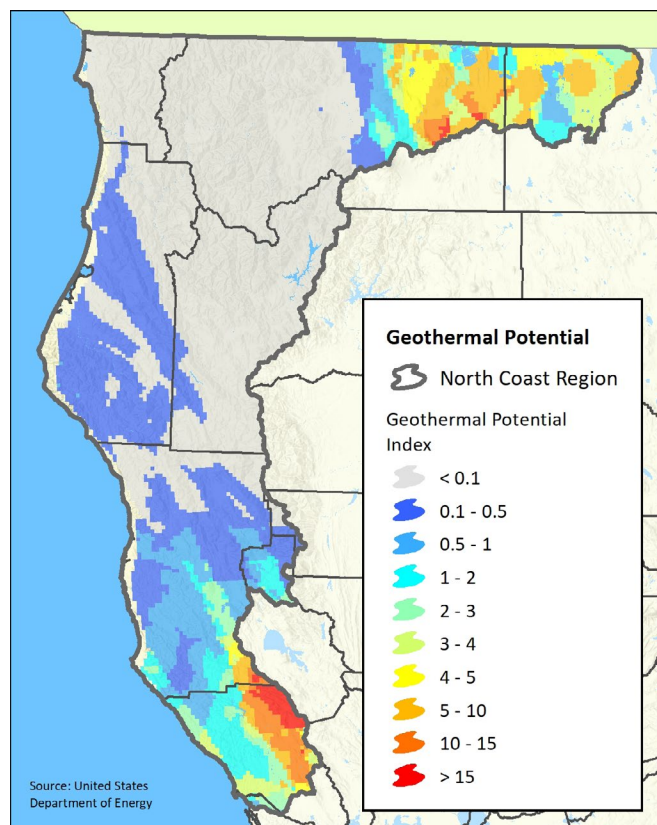 Geothermal Potential
North Coast Region
Geothermal Potential
Index
< 0.1
0.1 - 0.5
0.5 - 1
1 - 2
2 - 3
3 - 4
4 - 5
5 - 10
10 - 15
> 15
Source: United States
Department of Energy